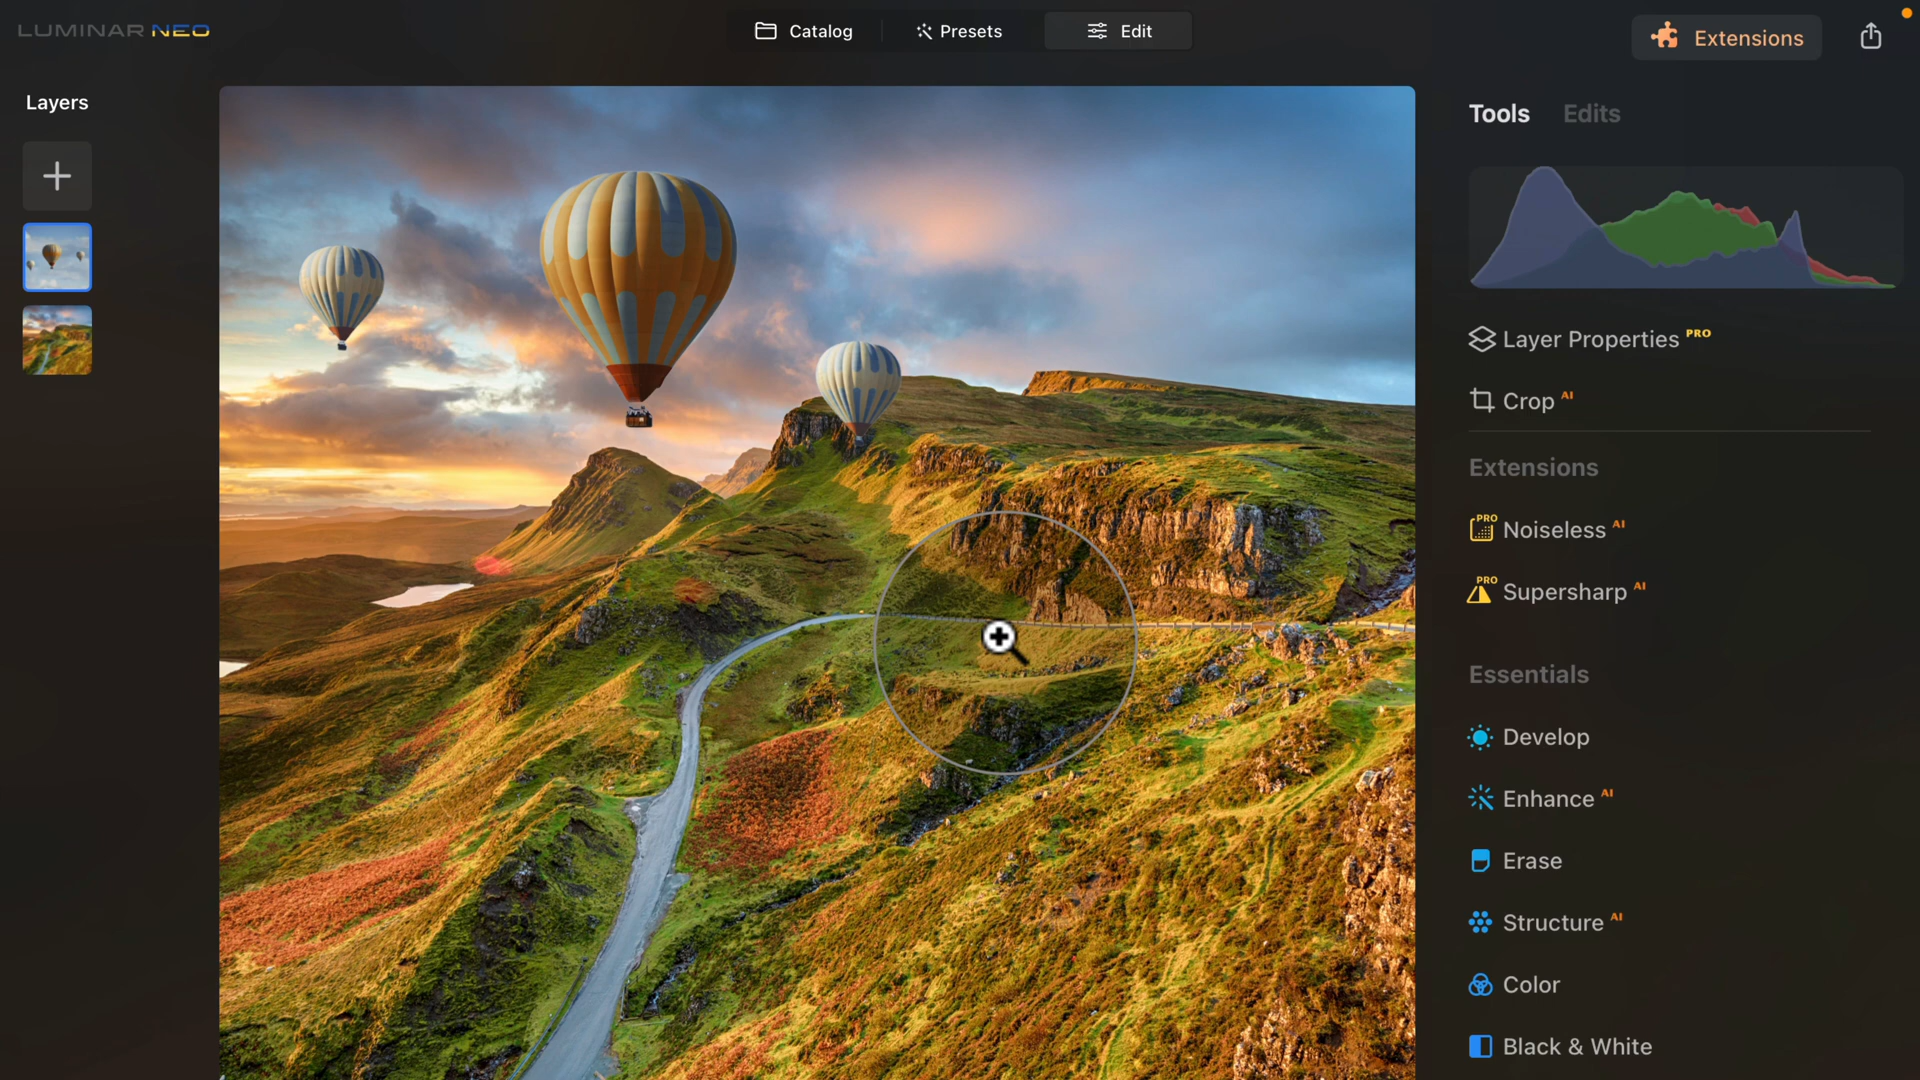 LUMINAR NEO
Catalog
Presets
Edit
Extensions
Layers
Tools
Edits
Layer Properties PRO
Crop AI
Extensions
PRO Noiseless AI
PRO Supersharp AI
Essentials
Develop
Enhance AI
Erase
Structure AI
Color
Black & White